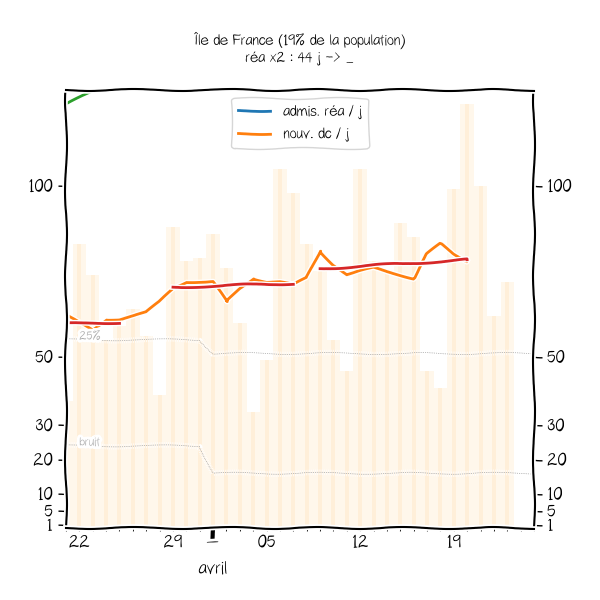 Île de France (19% de la population)
réa x2 : 44 j -> _
admis. réa / j
nouv. dc / j
100
100
25%
50
50
30
30
bruit
20
20
10
10
5
5
1
1
22 29 05 12 19
avril